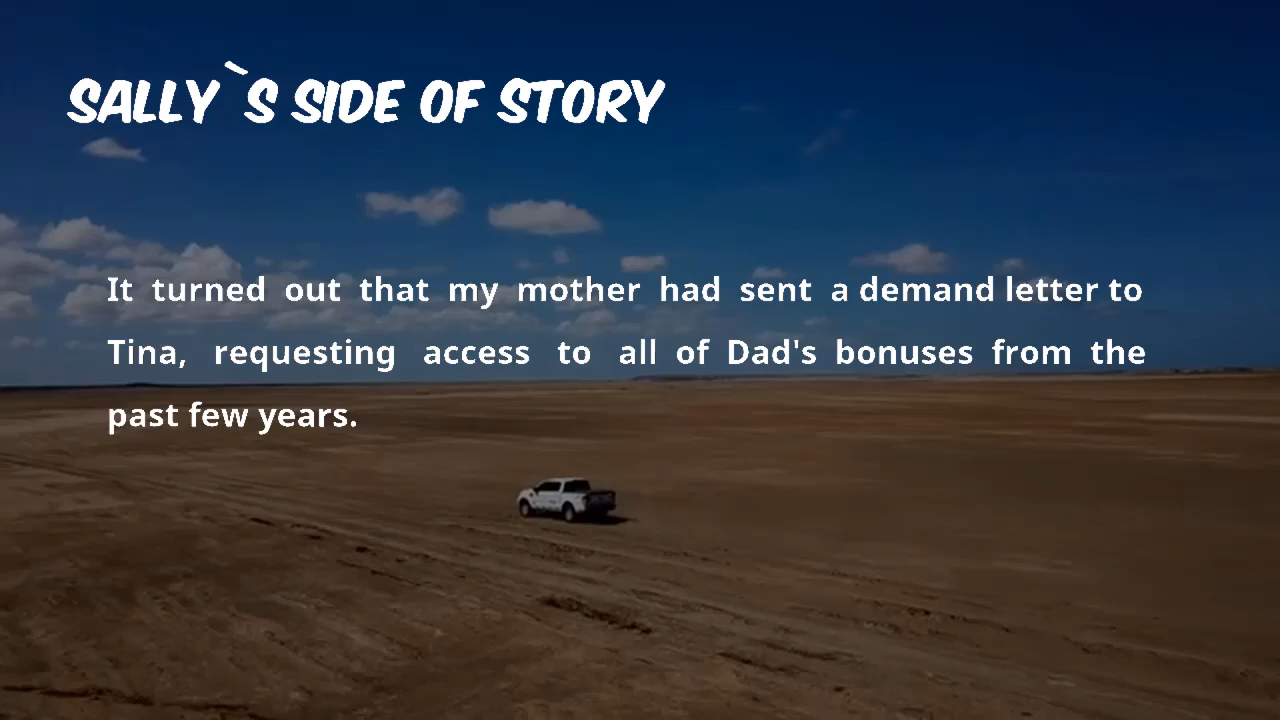 SALLY`S SIDE OF STORY
It turned out that my mother had sent a demand letter to
Tina, requesting access to all of Dad's bonuses from the
past few years.